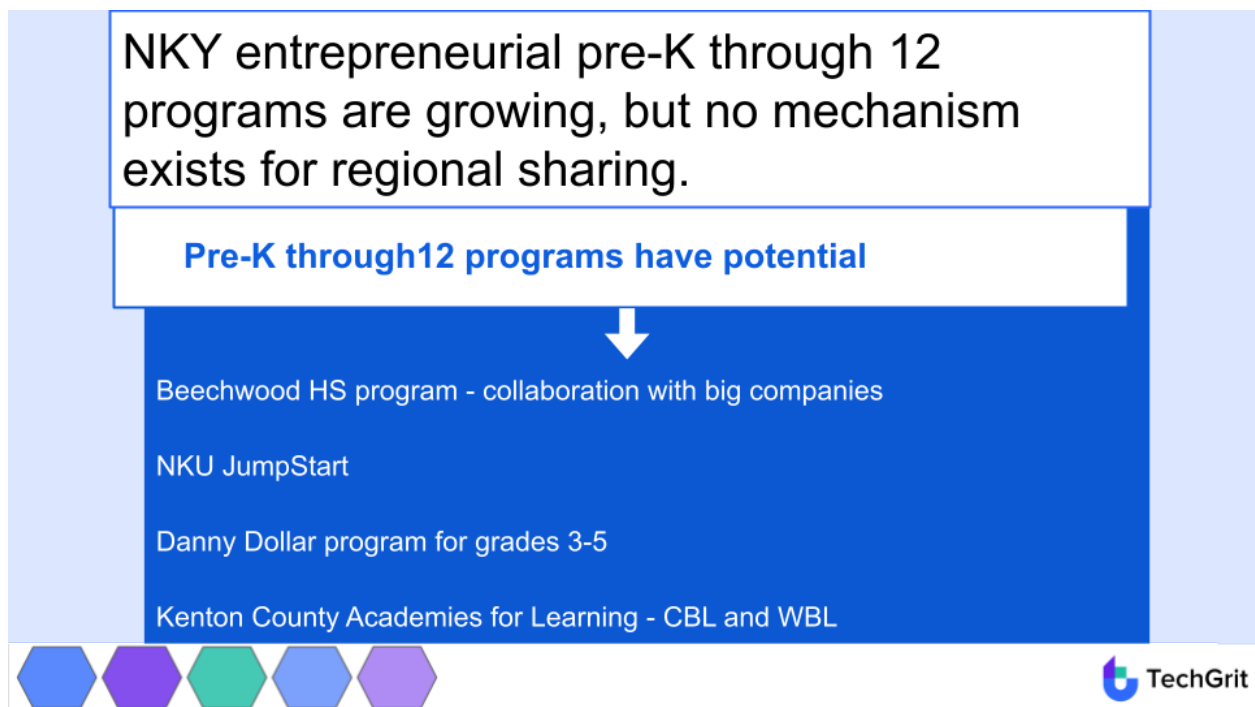 NKY entrepreneurial pre-K through 12
programs are growing, but no mechanism
exists for regional sharing.
Pre-K through12 programs have potential
Beechwood HS program - collaboration with big companies
NKU JumpStart
Danny Dollar program for grades 3-5
Kenton County Academies for Learning - CBL and WBL
TechGrit